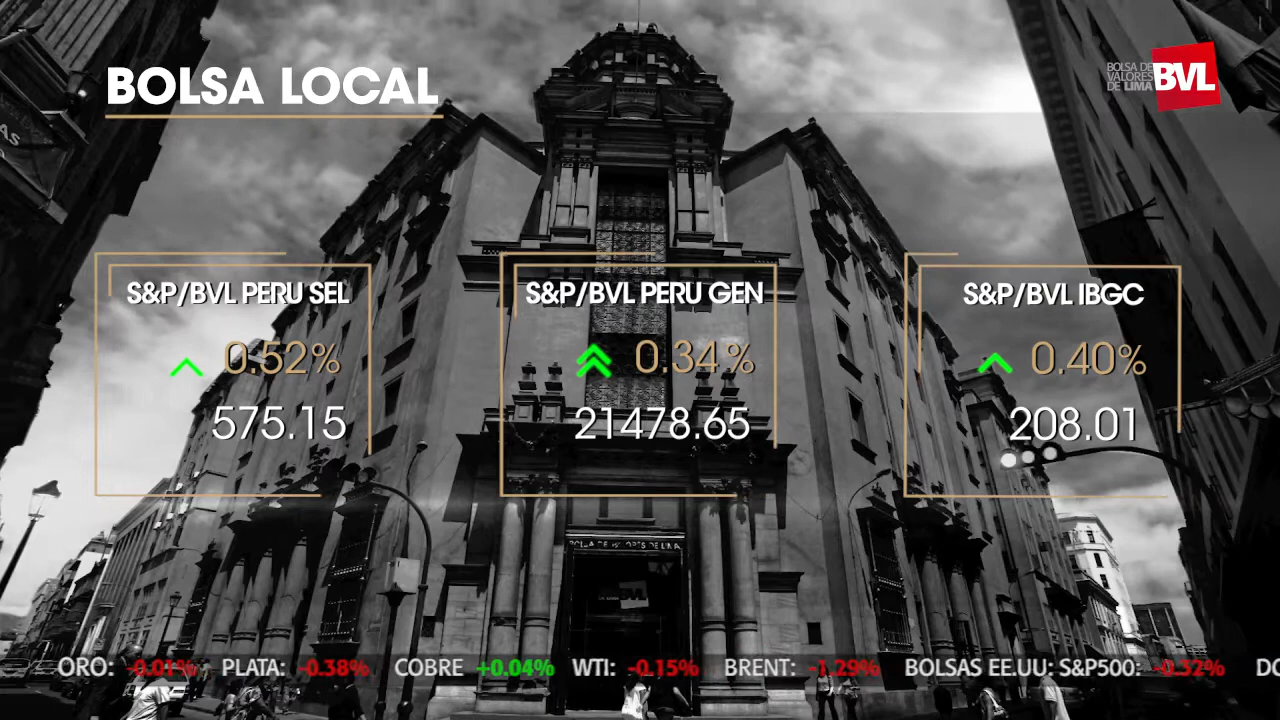 BOLSA LOCAL
BOLSA DE
VALORES
DE LIMA
BVL
S&P/BVL PERU SEL
0.52%
575.15
S&P/BVL PERU GEN
0.34%
21478.65
S&P/BVL IBGC
0.40%
208.01
BOLSA DE VALORES DE LIMA
BVL
ORO: -0.01% PLATA: -0.38% COBRE +0.04% WTI: -0.15% BRENT: -1.29% BOLSAS EE.UU: S&P500: -0.32%